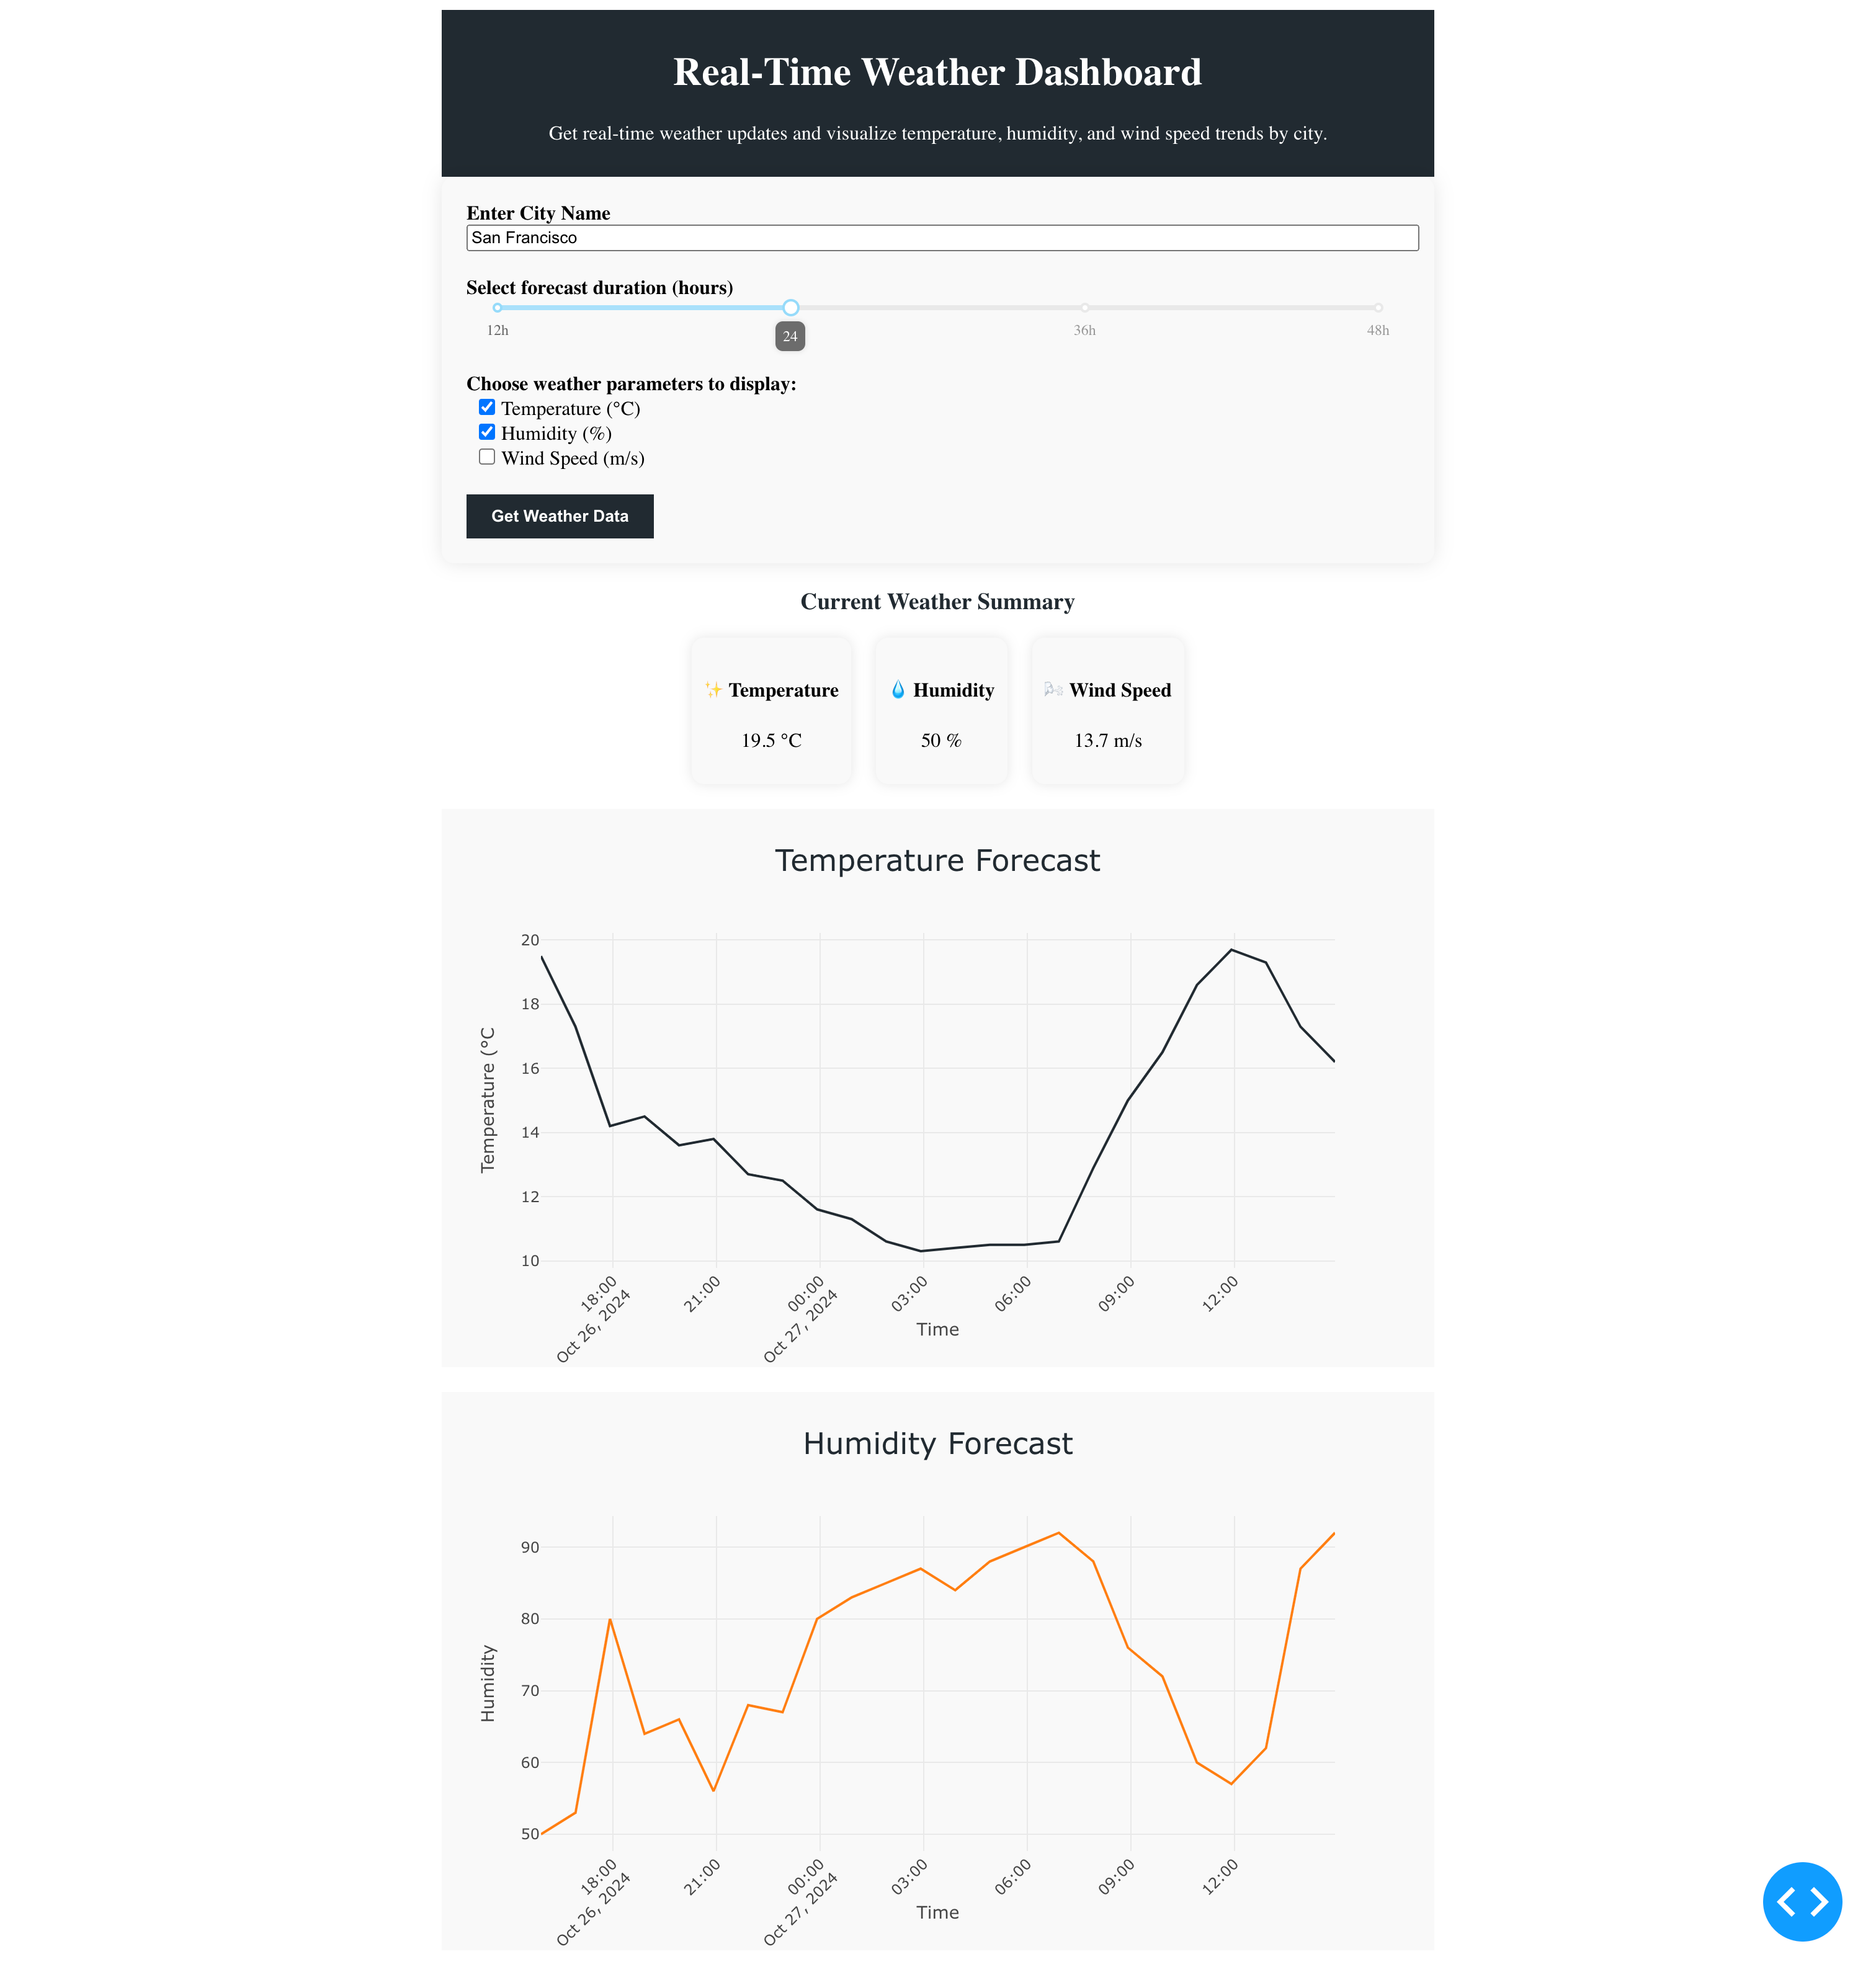 Real-Time Weather Dashboard
Get real-time weather updates and visualize temperature, humidity, and wind speed trends by city.
Enter City Name
San Francisco
Select forecast duration (hours)
12h 24 36h 48h
Choose weather parameters to display:
Temperature (°C)
Humidity (%)
Wind Speed (m/s)
Get Weather Data
Current Weather Summary
✨ Temperature
19.5 °C
💧 Humidity
50 %
🌬️ Wind Speed
13.7 m/s
Temperature Forecast
Temperature (°C
20
18
16
14
12
10
18:00
Oct 26, 2024
21:00
00:00
Oct 27, 2024
03:00
06:00
09:00
12:00
Time
Humidity Forecast
Humidity
90
80
70
60
50
18:00
Oct 26, 2024
21:00
00:00
Oct 27, 2024
03:00
06:00
09:00
12:00
Time